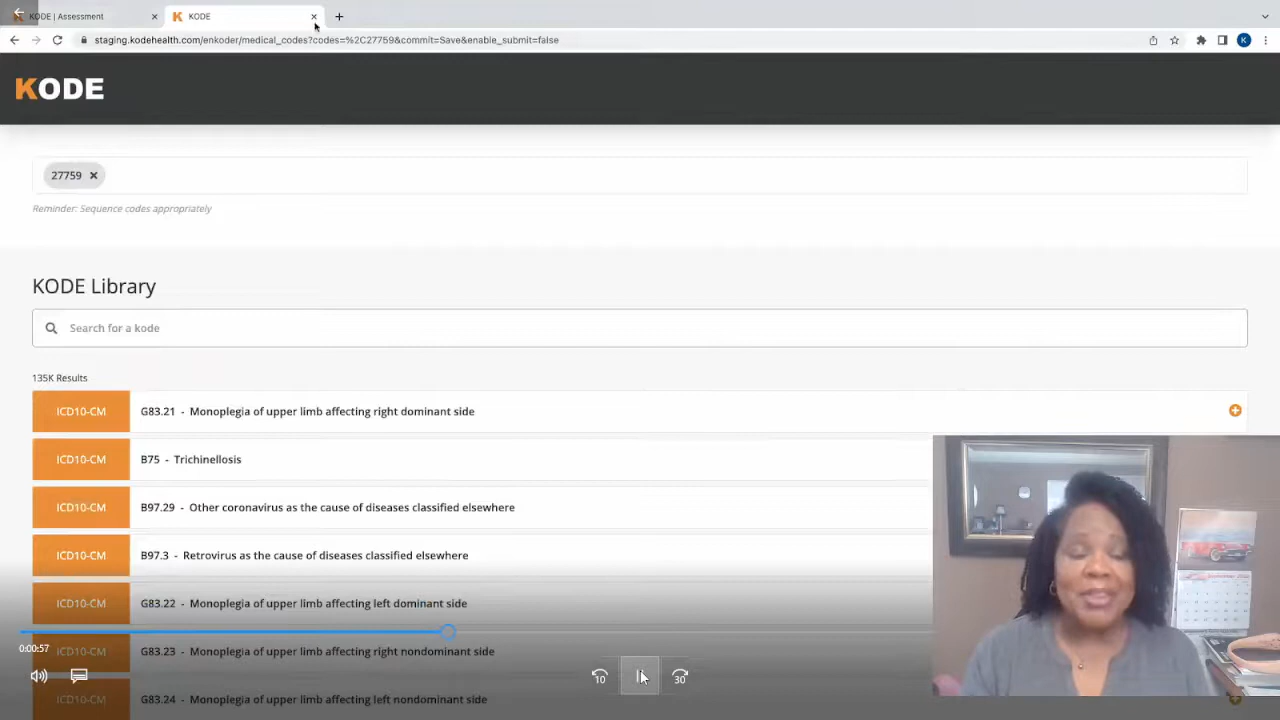 KODE | Assessment
KODE
staging.kodehealth.com/enkoder/medical_codes?codes=%2C27759&commit=Save&enable_submit=false
K
KODE
27759
Reminder: Sequence codes appropriately
KODE Library
Search for a kode
135K Results
ICD10-CM G83.21 - Monoplegia of upper limb affecting right dominant side
ICD10-CM B75 - Trichinellosis
ICD10-CM B97.29 - Other coronavirus as the cause of diseases classified elsewhere
ICD10-CM B97.3 - Retrovirus as the cause of diseases classified elsewhere
ICD10-CM G83.22 - Monoplegia of upper limb affecting left dominant side
ICD10-CM G83.23 - Monoplegia of upper limb affecting right nondominant side
ICD10-CM G83.24 - Monoplegia of upper limb affecting left nondominant side
0:00:57
10
30